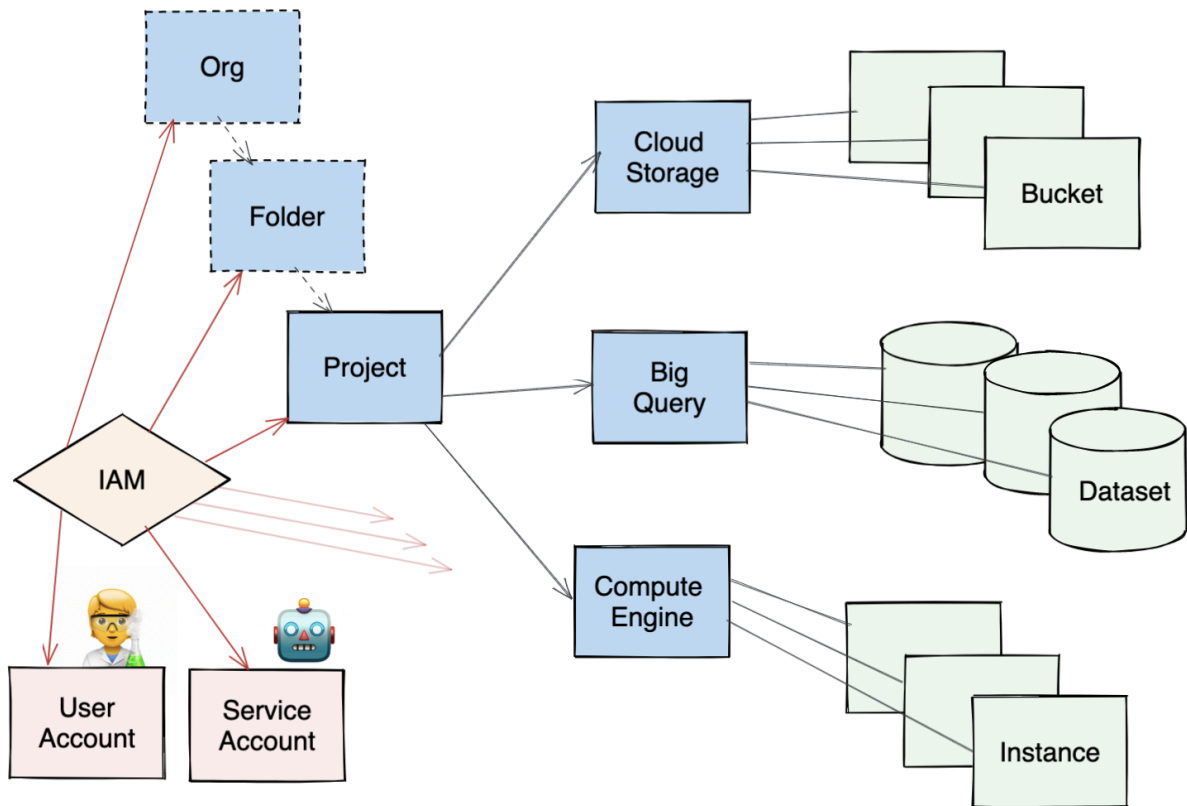 Org
Folder
Project
IAM
User
Account
Service
Account
Cloud
Storage
Bucket
Big
Query
Dataset
Compute
Engine
Instance